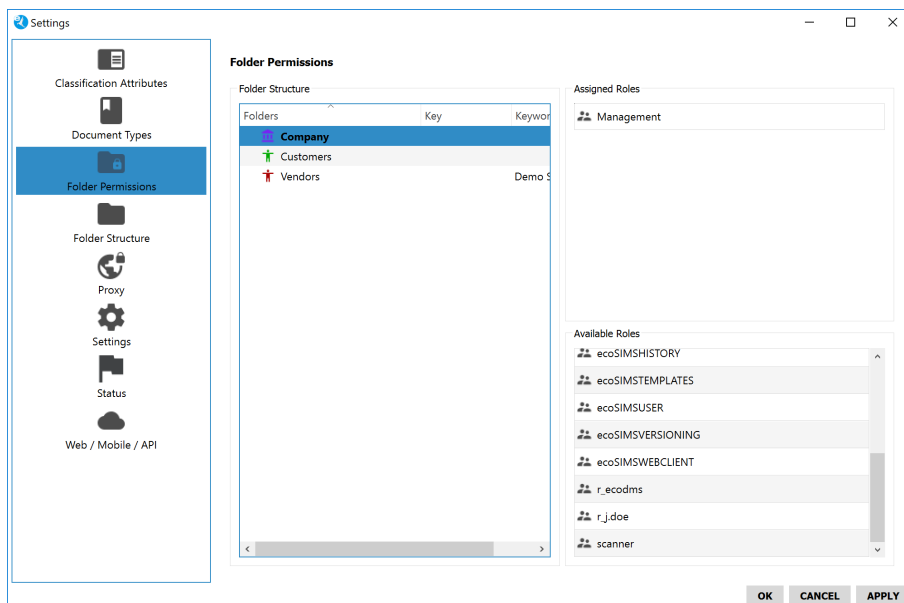 Settings
Classification Attributes
Document Types
Folder Permissions
Folder Structure
Proxy
Settings
Status
Web / Mobile / API
Folder Permissions
Folder Structure
Folders Key Keywor
Company
Customers
Vendors Demo S
Assigned Roles
Management
Available Roles
ecoSIMSHISTORY
ecoSIMSTEMPLATES
ecoSIMSUSER
ecoSIMSVERSIONING
ecoSIMSWEBCLIENT
r_ecodms
r_j.doe
scanner
OK CANCEL APPLY